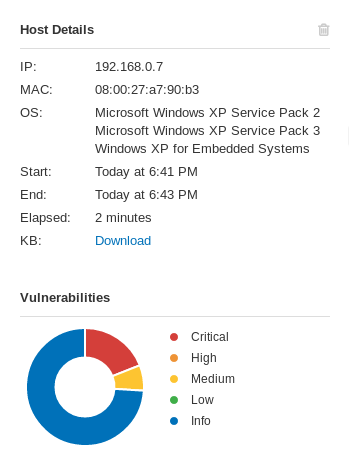 Host Details
IP: 192.168.0.7
MAC: 08:00:27:a7:90:b3
OS: Microsoft Windows XP Service Pack 2
Microsoft Windows XP Service Pack 3
Windows XP for Embedded Systems
Start: Today at 6:41 PM
End: Today at 6:43 PM
Elapsed: 2 minutes
KB: Download
Vulnerabilities
Critical
High
Medium
Low
Info